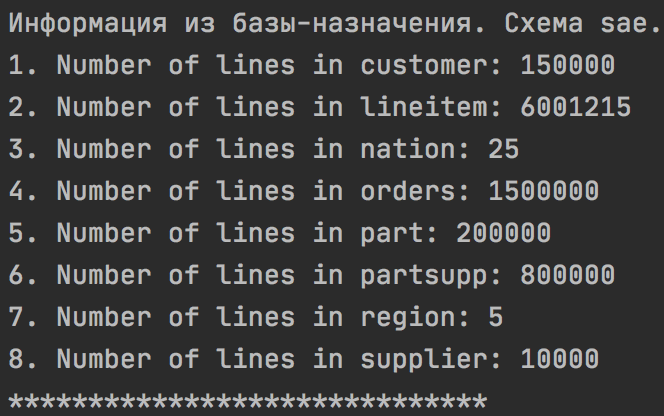 Информация из базы-назначения. Схема sae.
1. Number of lines in customer: 150000
2. Number of lines in lineitem: 6001215
3. Number of lines in nation: 25
4. Number of lines in orders: 1500000
5. Number of lines in part: 200000
6. Number of lines in partsupp: 800000
7. Number of lines in region: 5
8. Number of lines in supplier: 10000
******************************